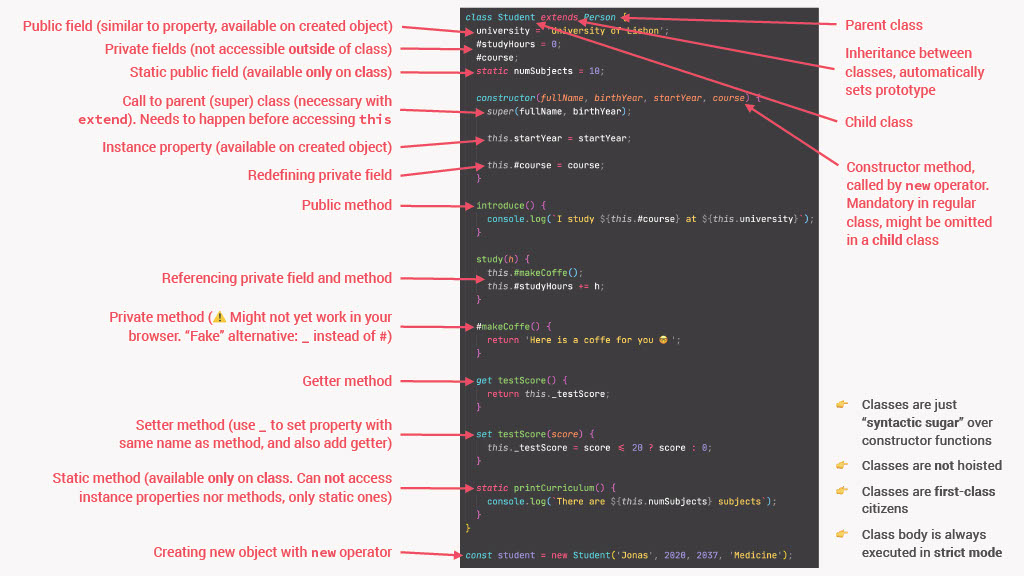 Public field (similar to property, available on created object)
Private fields (not accessible outside of class)
Static public field (available only on class)
Call to parent (super) class (necessary with
extend). Needs to happen before accessing this
Instance property (available on created object)
Redefining private field
Public method
Referencing private field and method
Private method (⚠️ Might not yet work in your
browser. “Fake” alternative: _ instead of #)
Getter method
Setter method (use _ to set property with
same name as method, and also add getter)
Static method (available only on class. Can not access
instance properties nor methods, only static ones)
Creating new object with new operator
class Student extends Person {
university = 'University of Lisbon';
#studyHours = 0;
#course;
static numSubjects = 10;
constructor(fullName, birthYear, startYear, course) {
super(fullName, birthYear);
this.startYear = startYear;
this.#course = course;
}
introduce() {
console.log(`I study ${this.#course} at ${this.university}`);
}
study(h) {
this.#makeCoffe();
this.#studyHours += h;
}
#makeCoffe() {
return 'Here is a coffe for you 🤓';
}
get testScore() {
return this._testScore;
}
set testScore(score) {
this._testScore = score ≤ 20 ? score : 0;
}
static printCurriculum() {
console.log(`There are ${this.numSubjects} subjects`);
}
}
const student = new Student('Jonas', 2020, 2037, 'Medicine');
Parent class
Inheritance between
classes, automatically
sets prototype
Child class
Constructor method,
called by new operator.
Mandatory in regular
class, might be omitted
in a child class
👉 Classes are just
“syntactic sugar” over
constructor functions
👉 Classes are not hoisted
👉 Classes are first-class
citizens
👉 Class body is always
executed in strict mode